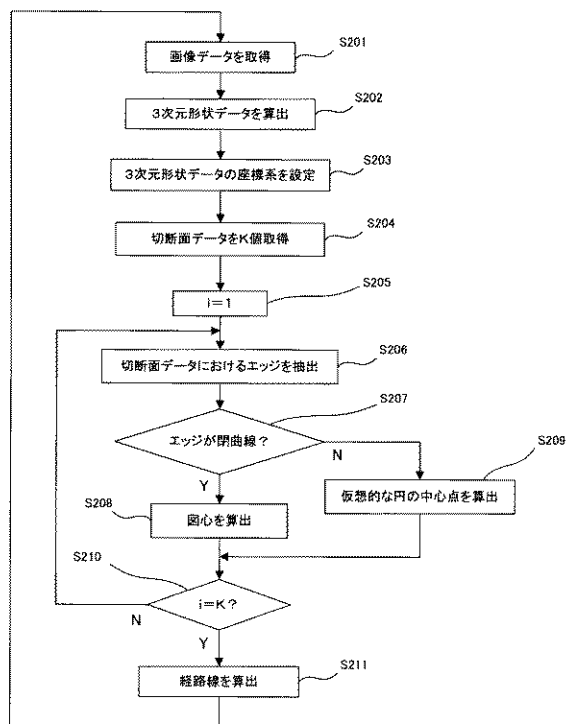 S201
画像データを取得
S202
3次元形状データを算出
S203
3次元形状データの座標系を設定
S204
切断面データをK個取得
S205
i=1
S206
切断面データにおけるエッジを抽出
S207
エッジが閉曲線?
N
S209
Y
仮想的な円の中心点を算出
S208
図心を算出
S210
i=K?
N
Y
S211
経路線を算出